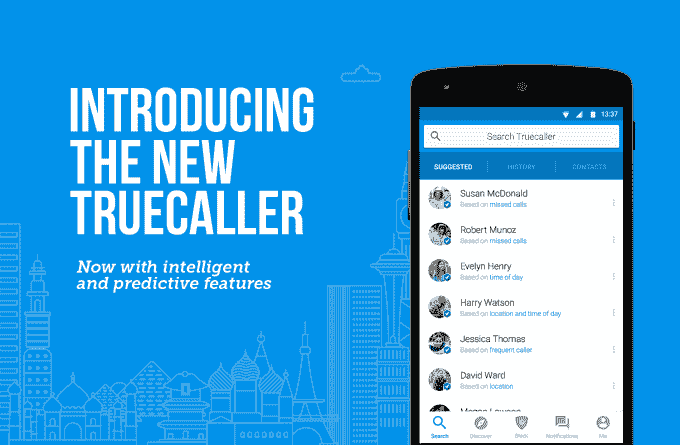 INTRODUCING
THE NEW
TRUECALLER
Now with intelligent
and predictive features
13:37
Search Truecaller
SUGGESTED
HISTORY
CONTACTS
Susan McDonald
Based on missed calls
Robert Munoz
Based on missed calls
Evelyn Henry
Based on time of day
Harry Watson
Based on location and time of day
Jessica Thomas
Based on frequent caller
David Ward
Based on location
Megan Lawson
Search
Discover
Notifications
Me